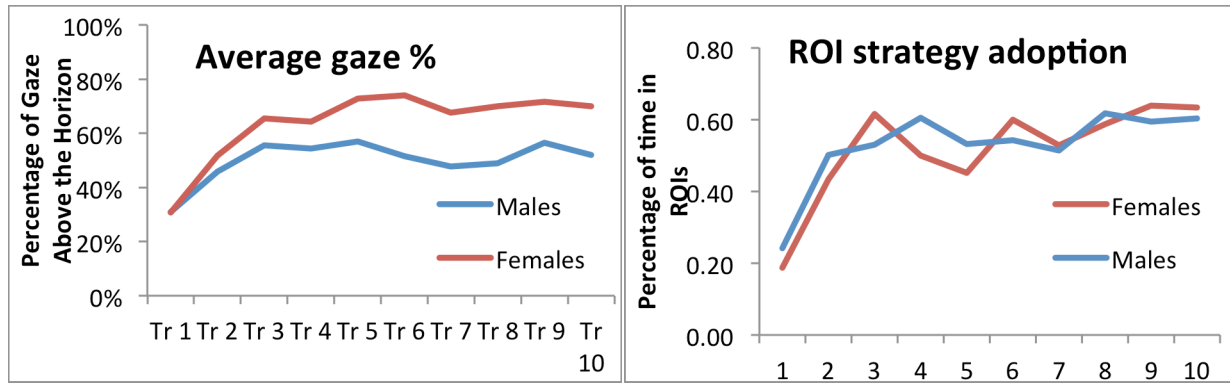 Average gaze %
Percentage of Gaze
Above the Horizon
100%
80%
60%
40%
20%
0%
Males
Females
Tr 1 Tr 2 Tr 3 Tr 4 Tr 5 Tr 6 Tr 7 Tr 8 Tr 9 Tr
10
ROI strategy adoption
Percentage of time in
ROIs
0.80
0.60
0.40
0.20
0.00
Females
Males
1 2 3 4 5 6 7 8 9 10